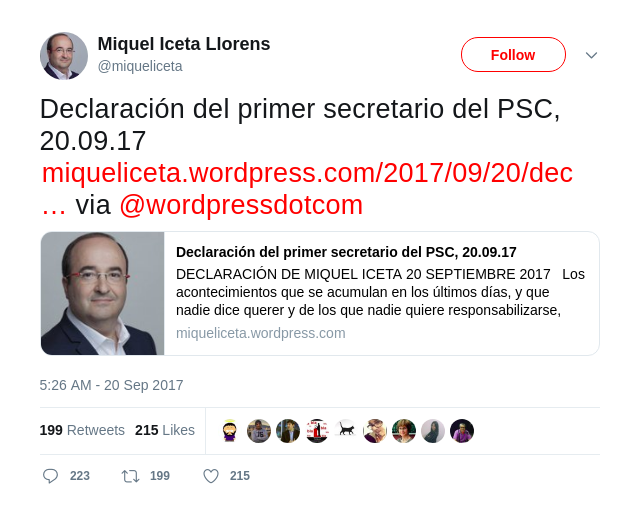 Miquel Iceta Llorens
@miqueliceta
Follow
Declaración del primer secretario del PSC,
20.09.17
miqueliceta.wordpress.com/2017/09/20/dec
… via @wordpressdotcom
Declaración del primer secretario del PSC, 20.09.17
DECLARACIÓN DE MIQUEL ICETA 20 SEPTIEMBRE 2017   Los
acontecimientos que se acumulan en los últimos días, y que
nadie dice querer y de los que nadie quiere responsabilizarse,
miqueliceta.wordpress.com
5:26 AM - 20 Sep 2017
199 Retweets 215 Likes
223 199 215